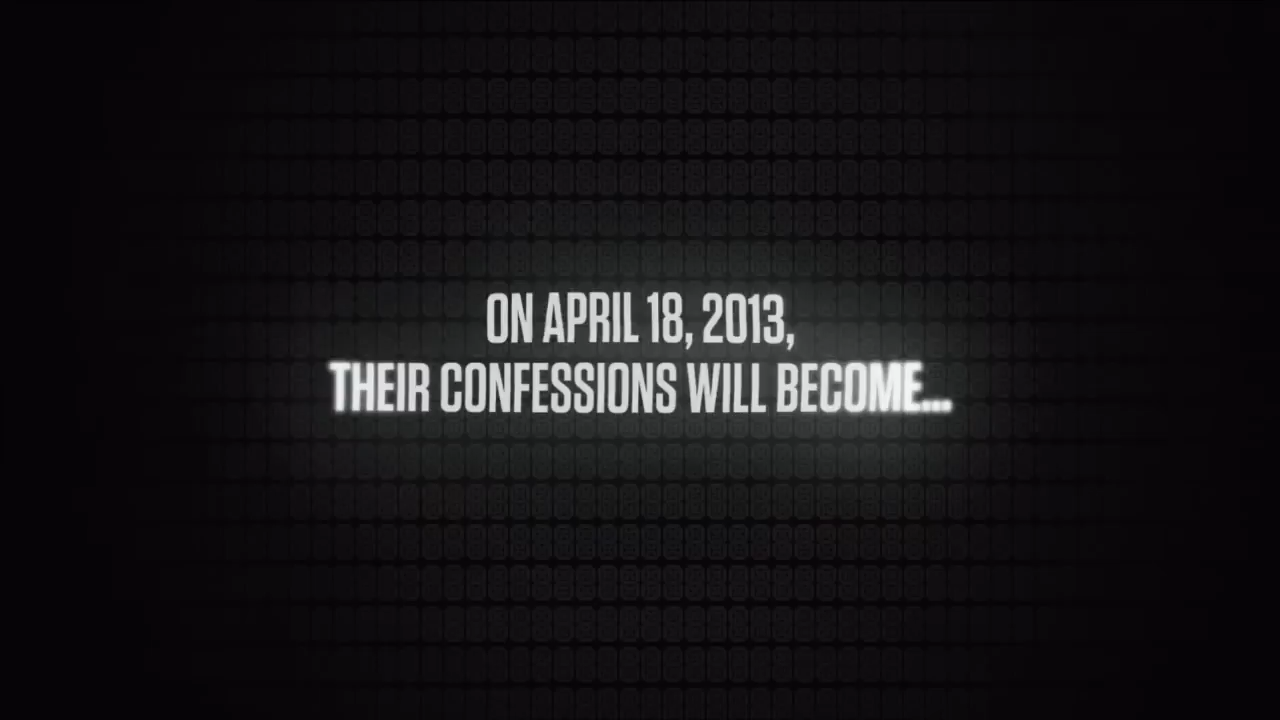 ON APRIL 18, 2013,
THEIR CONFESSIONS WILL BECOME...